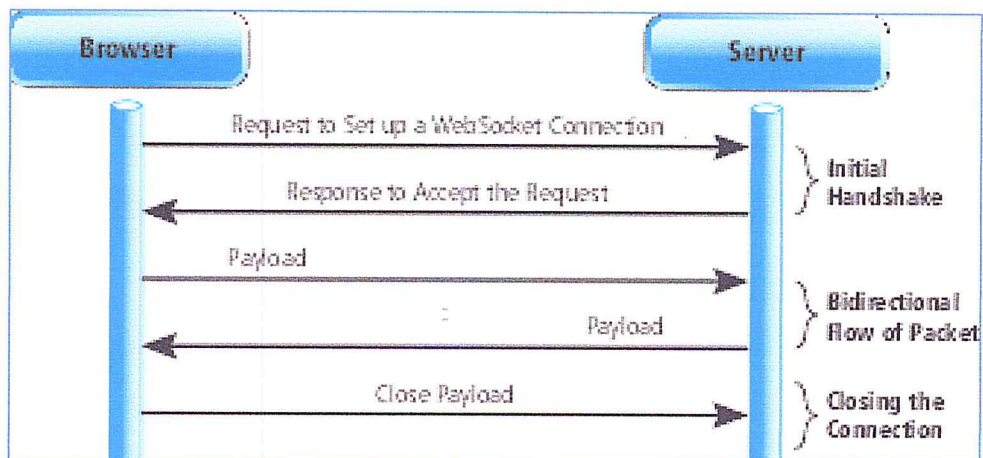 Browser
Server
Request to Set up a WebSocket Connection
Response to Accept the Request
Initial
Handshake
Payload
Payload
Bidirectional
Flow of Packet
Close Payload
Closing the
Connection